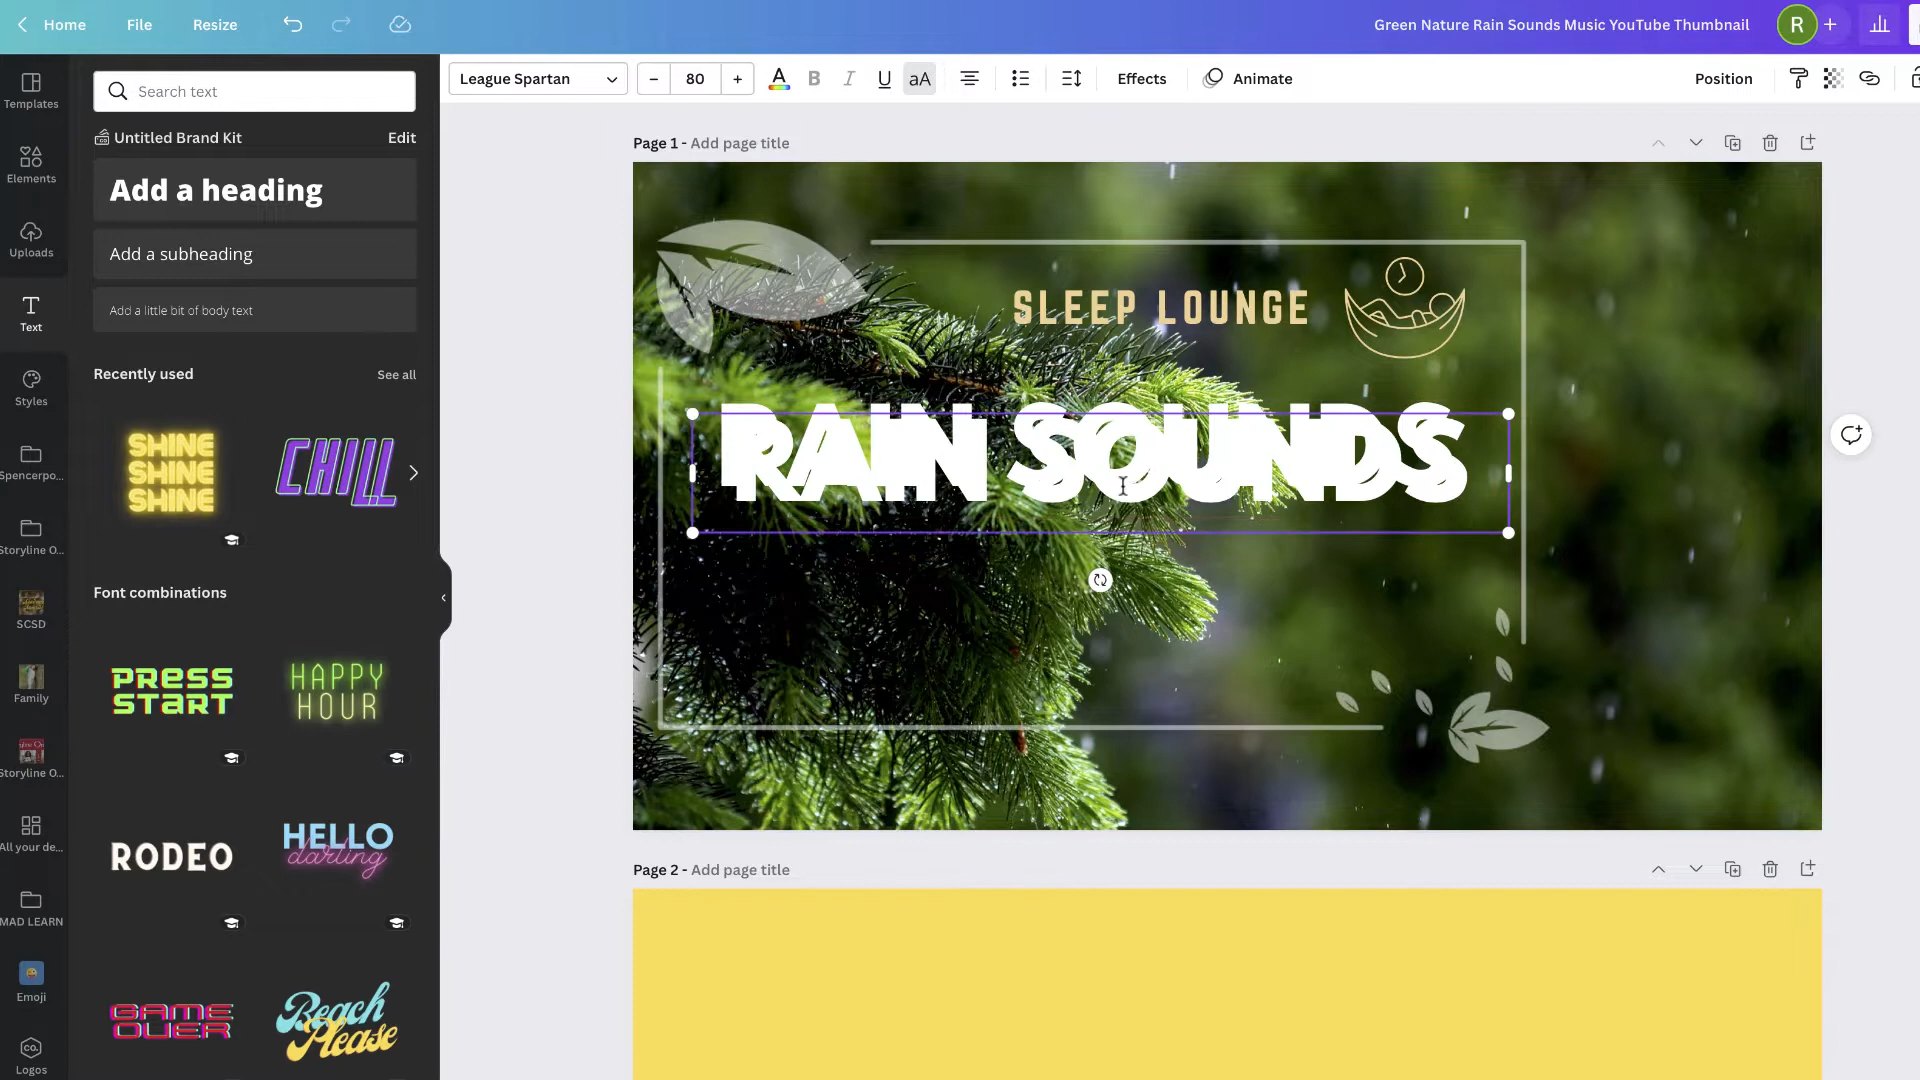 Home File Resize
Green Nature Rain Sounds Music YouTube Thumbnail R
Templates
Elements
Uploads
Text
Styles
Spencerpo...
Storyline O...
SCSD
Family
Storyline O...
All your de...
MAD LEARN
Emoji
CO.
Logos
Search text
Untitled Brand Kit Edit
Add a heading
Add a subheading
Add a little bit of body text
Recently used See all
SHINE
SHINE
SHINE
CHILL
Font combinations
PRESS
START
HAPPY
HOUR
RODEO
HELLO
darling
GAME
OVER
Beach
Please
League Spartan 80 A B I U aA Effects Animate Position
Page 1 - Add page title
SLEEP LOUNGE
RAIN SOUNDS
Page 2 - Add page title